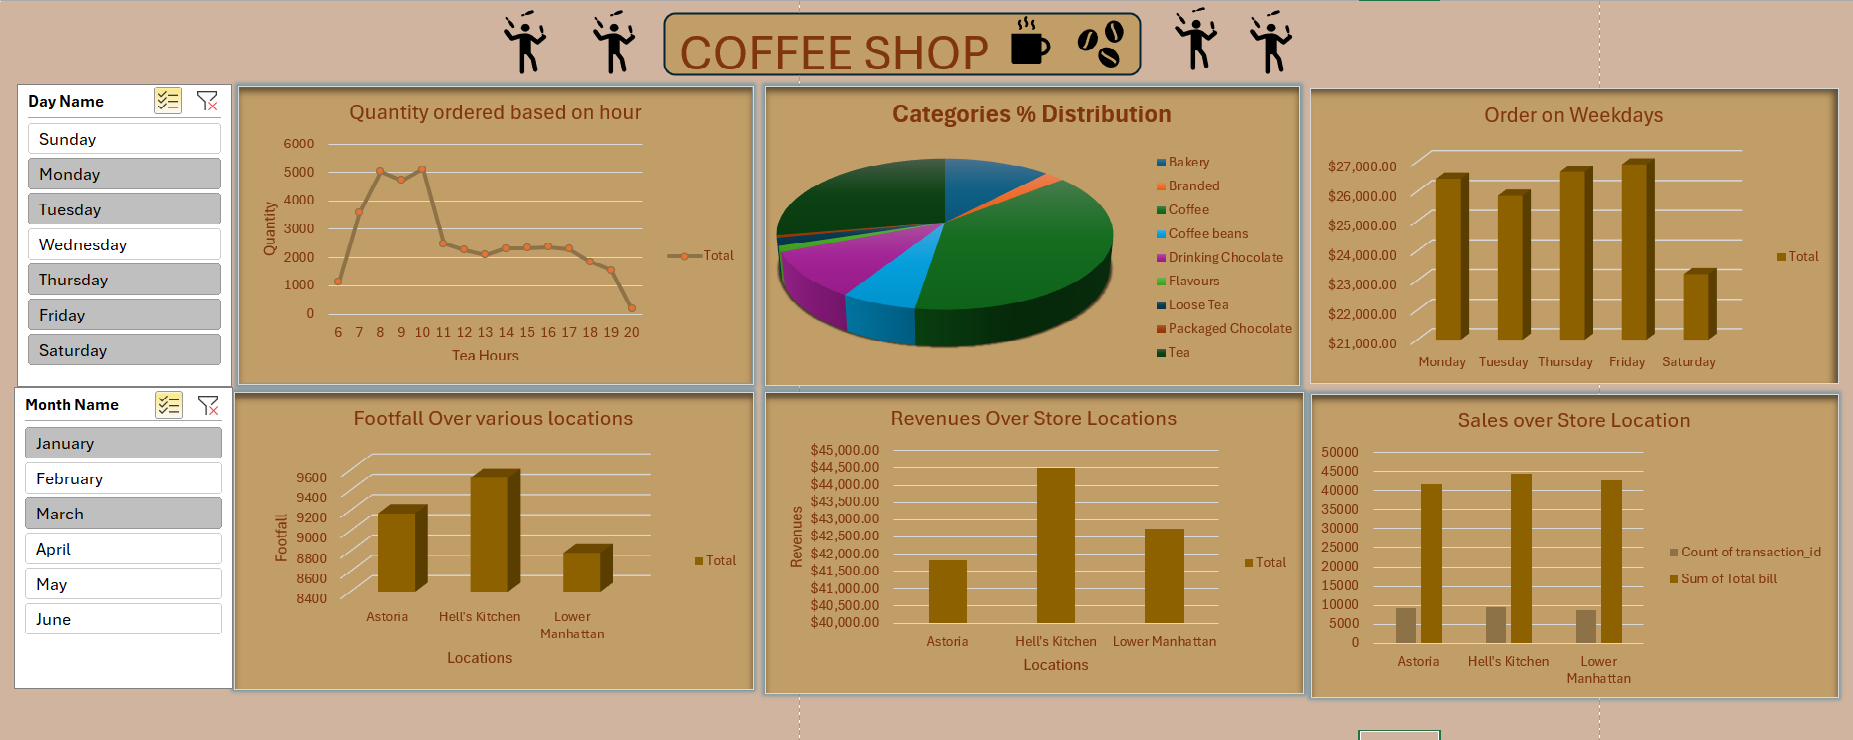 COFFEE SHOP
Day Name
Sunday
Monday
Tuesday
Wednesday
Thursday
Friday
Saturday
Month Name
January
February
March
April
May
June
Quantity ordered based on hour
Quantity
6000
5000
4000
3000
2000
1000
0
6 7 8 9 10 11 12 13 14 15 16 17 18 19 20
Tea Hours
Total
Categories % Distribution
Bakery
Branded
Coffee
Coffee beans
Drinking Chocolate
Flavours
Loose Tea
Packaged Chocolate
Tea
Order on Weekdays
$27,000.00
$26,000.00
$25,000.00
$24,000.00
$23,000.00
$22,000.00
$21,000.00
Monday Tuesday Thursday Friday Saturday
Total
Footfall Over various locations
Footfall
9600
9400
9200
9000
8800
8600
8400
Astoria Hell's Kitchen Lower
Manhattan
Locations
Total
Revenues Over Store Locations
Revenues
$45,000.00
$44,500.00
$44,000.00
$43,500.00
$43,000.00
$42,500.00
$42,000.00
$41,500.00
$41,000.00
$40,500.00
$40,000.00
Astoria Hell's Kitchen Lower Manhattan
Locations
Total
Sales over Store Location
50000
45000
40000
35000
30000
25000
20000
15000
10000
5000
0
Astoria Hell's Kitchen Lower
Manhattan
Count of transaction_id
Sum of Total bill